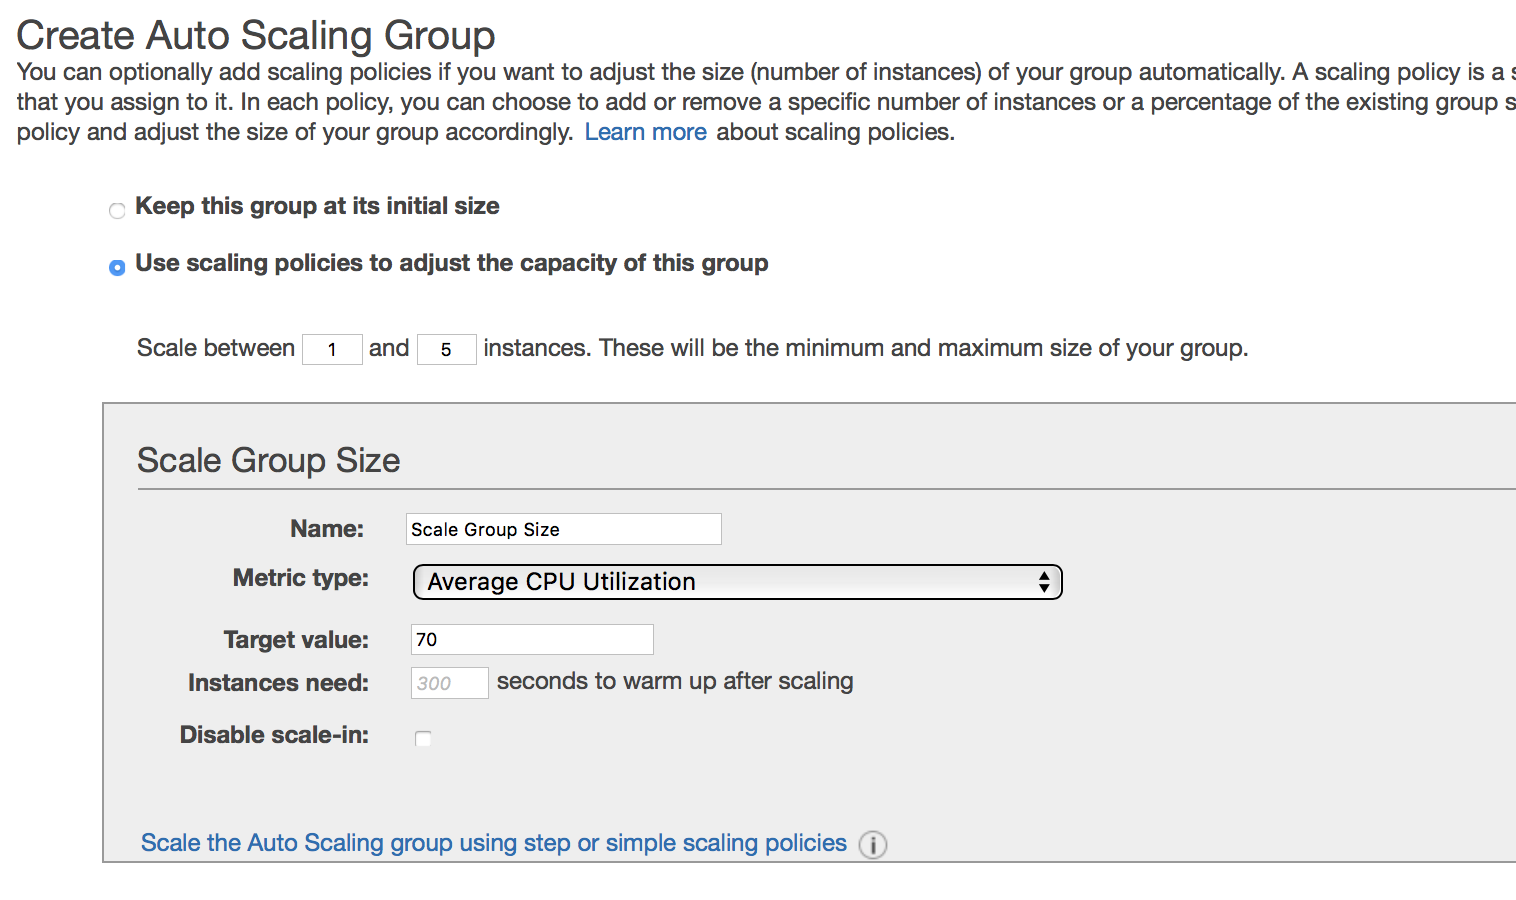 Create Auto Scaling Group
You can optionally add scaling policies if you want to adjust the size (number of instances) of your group automatically. A scaling policy is a
that you assign to it. In each policy, you can choose to add or remove a specific number of instances or a percentage of the existing group
policy and adjust the size of your group accordingly. Learn more about scaling policies.
Keep this group at its initial size
Use scaling policies to adjust the capacity of this group
Scale between 1 and 5 instances. These will be the minimum and maximum size of your group.
Scale Group Size
Name: Scale Group Size
Metric type: Average CPU Utilization
Target value: 70
Instances need: 300 seconds to warm up after scaling
Disable scale-in:
Scale the Auto Scaling group using step or simple scaling policies i